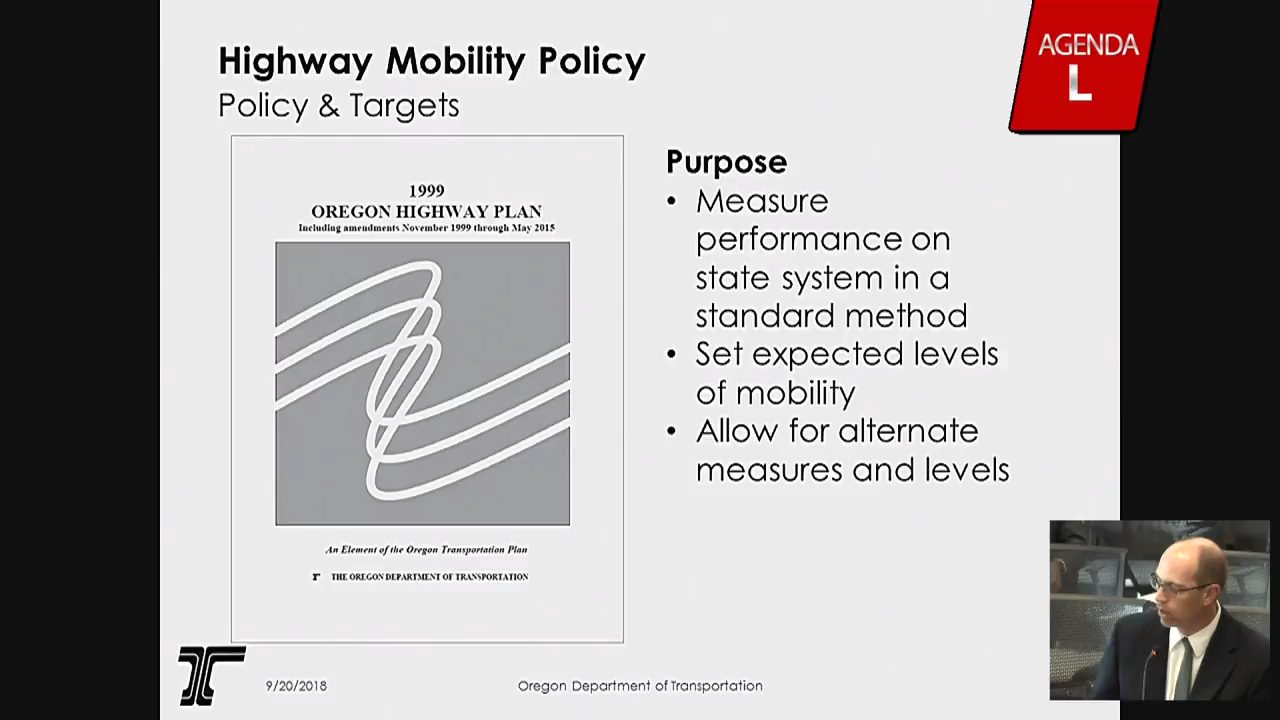 Highway Mobility Policy
Policy & Targets
AGENDA
L
1999
OREGON HIGHWAY PLAN
Including amendments November 1999 through May 2015
An Element of the Oregon Transportation Plan
THE OREGON DEPARTMENT OF TRANSPORTATION
Purpose
• Measure
performance on
state system in a
standard method
• Set expected levels
of mobility
• Allow for alternate
measures and levels
9/20/2018
Oregon Department of Transportation